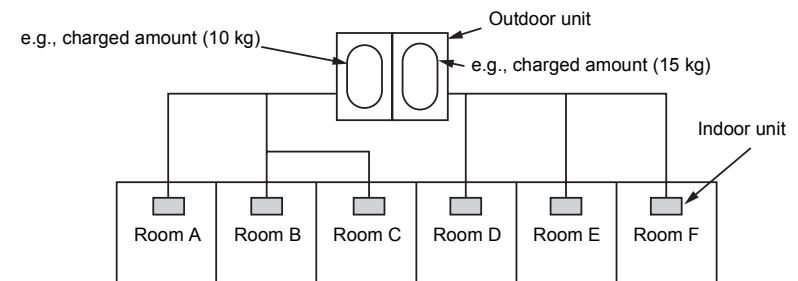 Outdoor unit
e.g., charged amount (10 kg)
e.g., charged amount (15 kg)
Indoor unit
Room A Room B Room C Room D Room E Room F